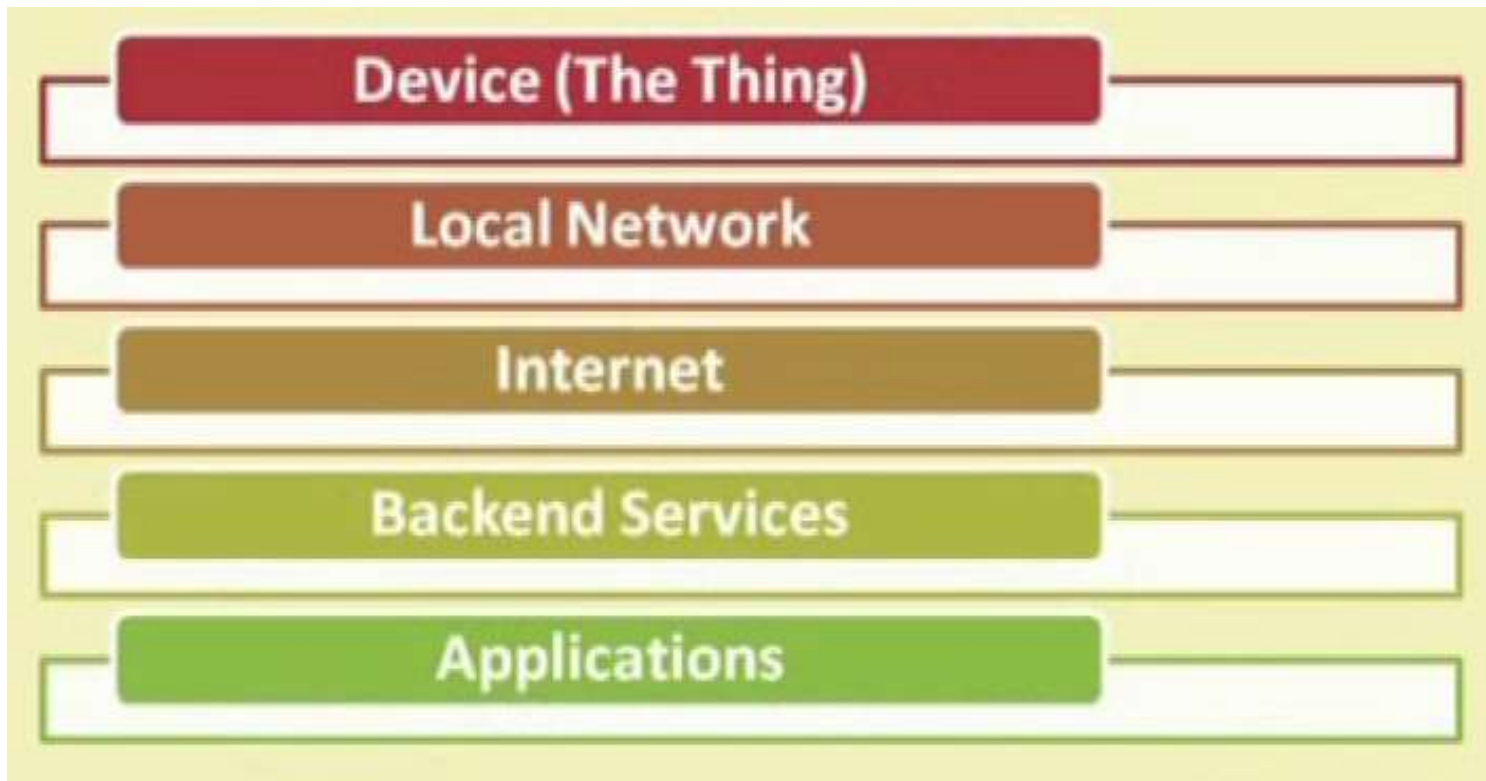 Device (The Thing)
Local Network
Internet
Backend Services
Applications